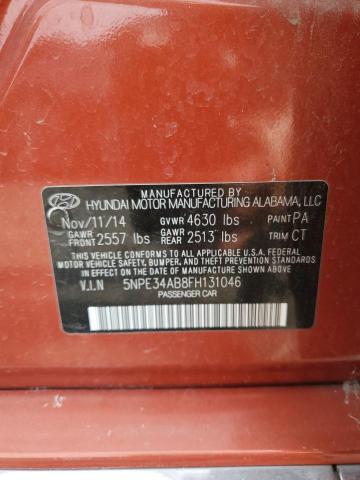 MANUFACTURED BY
HYUNDAI MOTOR MANUFACTURING ALABAMA, LLC
Nov/11/14 GVWR 4630 lbs PAINT PA
GAWR FRONT 2557 lbs GAWR REAR 2513 lbs TRIM CT
THIS VEHICLE CONFORMS TO ALL APPLICABLE U.S.A. FEDERAL
MOTOR VEHICLE SAFETY, BUMPER, AND THEFT PREVENTION
STANDARDS IN EFFECT ON THE DATE OF MANUFACTURE SHOWN ABOVE.
V.I.N 5NPE34AB8FH131046
PASSENGER CAR